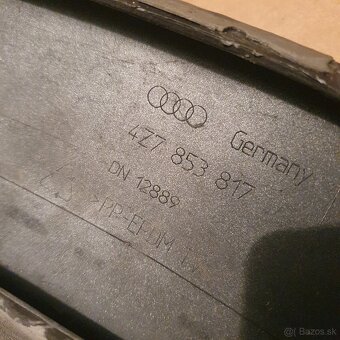 Germany
4Z7 853 817
DN 12889
>PP-EPDM
© Bazos.sk